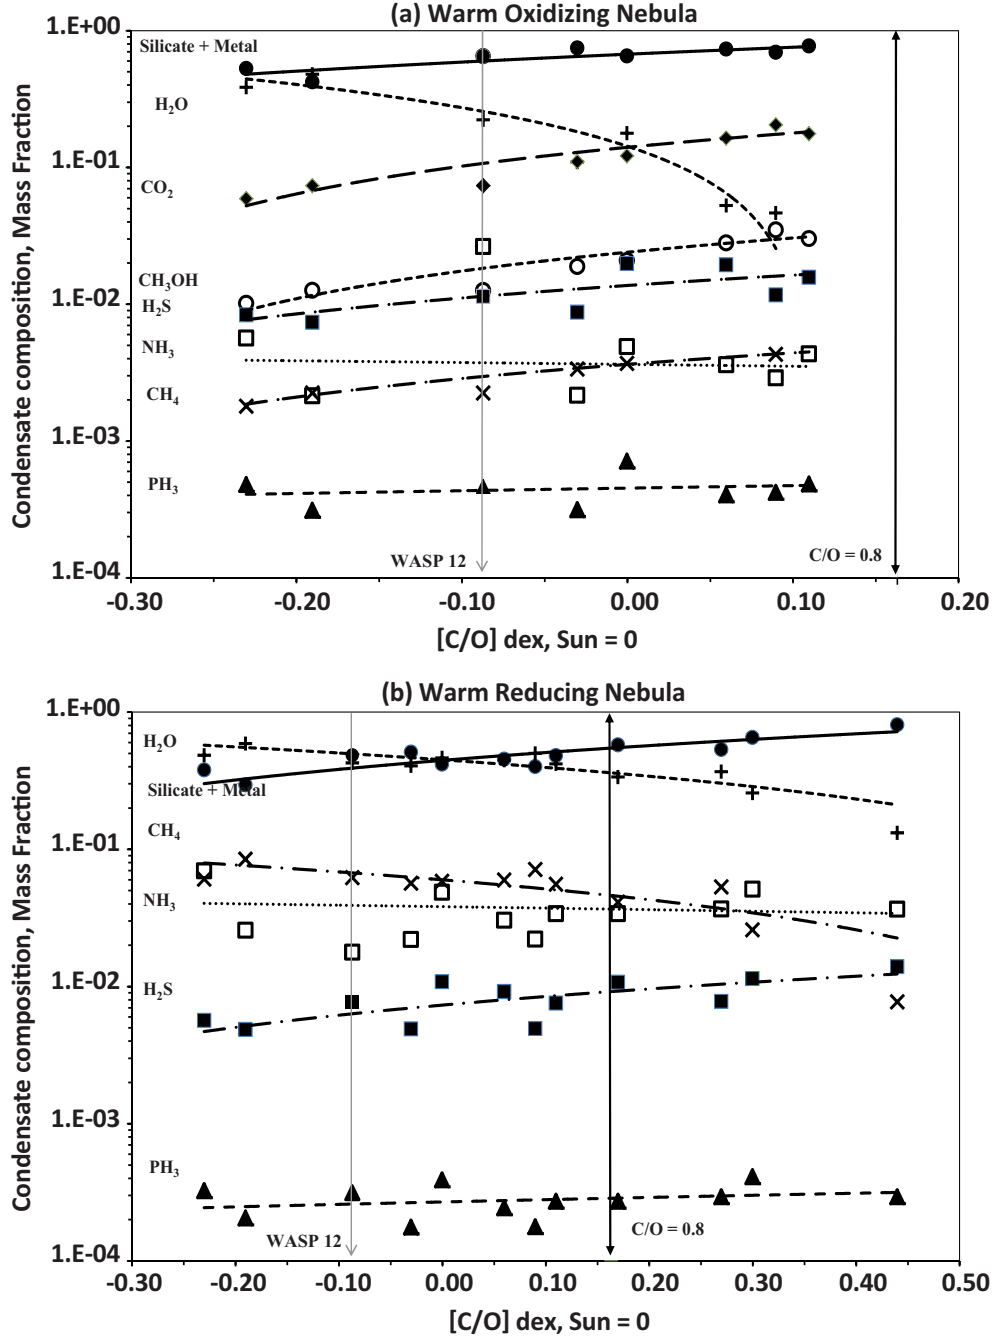 (a) Warm Oxidizing Nebula
Condensate composition, Mass Fraction
1.E+00
1.E-01
1.E-02
1.E-03
1.E-04
Silicate + Metal
H₂O
CO₂
CH₃OH
H₂S
NH₃
CH₄
PH₃
WASP 12
C/O = 0.8
-0.30 -0.20 -0.10 0.00 0.10 0.20
[C/O] dex, Sun = 0
(b) Warm Reducing Nebula
Condensate composition, Mass Fraction
1.E+00
1.E-01
1.E-02
1.E-03
1.E-04
H₂O
Silicate + Metal
CH₄
NH₃
H₂S
PH₃
WASP 12
C/O = 0.8
-0.30 -0.20 -0.10 0.00 0.10 0.20 0.30 0.40 0.50
[C/O] dex, Sun = 0